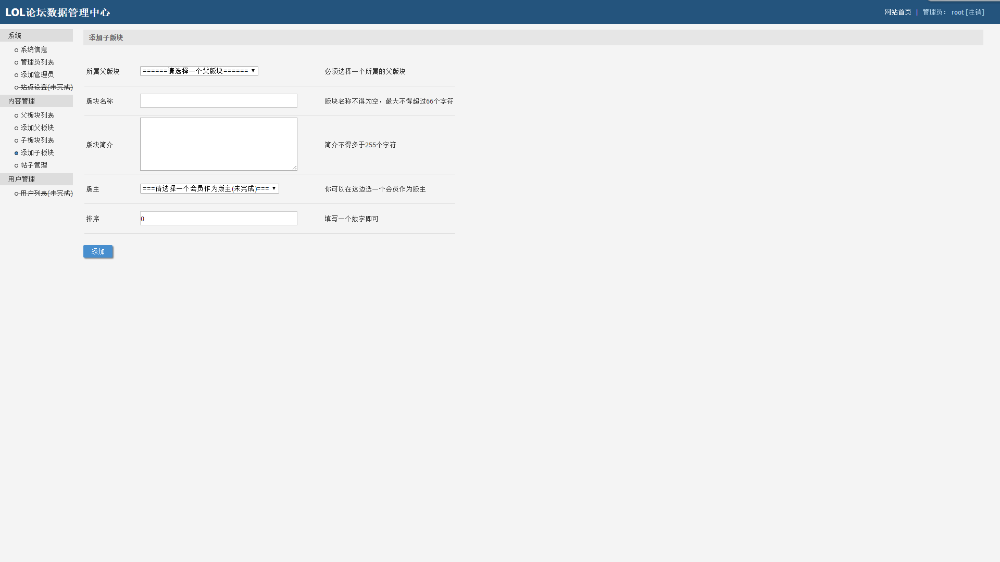 LOL论坛数据管理中心
网站首页 | 管理员： root [注销]
系统
系统信息
管理员列表
添加管理员
站点设置(未完成)
内容管理
父板块列表
添加父板块
子板块列表
添加子板块
帖子管理
用户管理
用户列表(未完成)
添加子版块
所属父版块 ======请选择一个父版块====== 必须选择一个所属的父版块
版块名称 版块名称不得为空，最大不得超过66个字符
版块简介 简介不得多于255个字符
版主 ===请选择一个会员作为版主(未完成)=== 你可以在这边选一个会员作为版主
排序 0 填写一个数字即可
添加